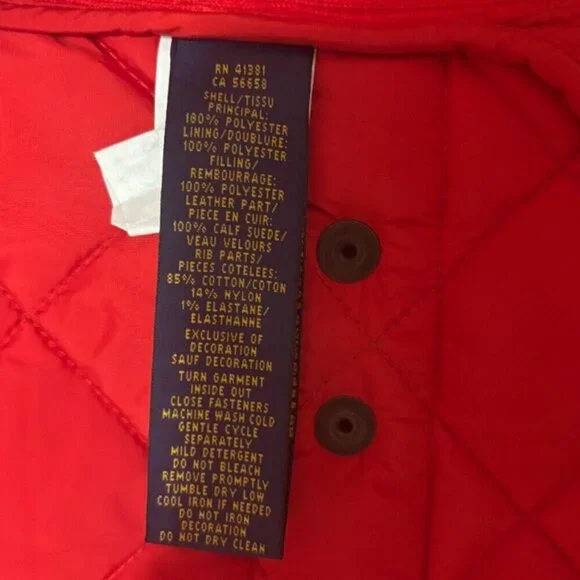 RN 41381
CA 56658
SHELL/TISSU
PRINCIPAL:
100% POLYESTER
LINING/DOUBLURE:
100% POLYESTER
FILLING/
REMBOURRAGE:
100% POLYESTER
LEATHER PART/
PIECE EN CUIR:
100% CALF SUEDE/
VEAU VELOURS
RIB PARTS/
PIECES COTELEES:
85% COTTON/COTON
14% NYLON
1% ELASTANE/
ELASTHANNE
EXCLUSIVE OF
DECORATION
SAUF DECORATION
TURN GARMENT
INSIDE OUT
CLOSE FASTENERS
MACHINE WASH COLD
GENTLE CYCLE
SEPARATELY
MILD DETERGENT
DO NOT BLEACH
REMOVE PROMPTLY
TUMBLE DRY LOW
COOL IRON IF NEEDED
DO NOT IRON
DECORATION
DO NOT DRY CLEAN